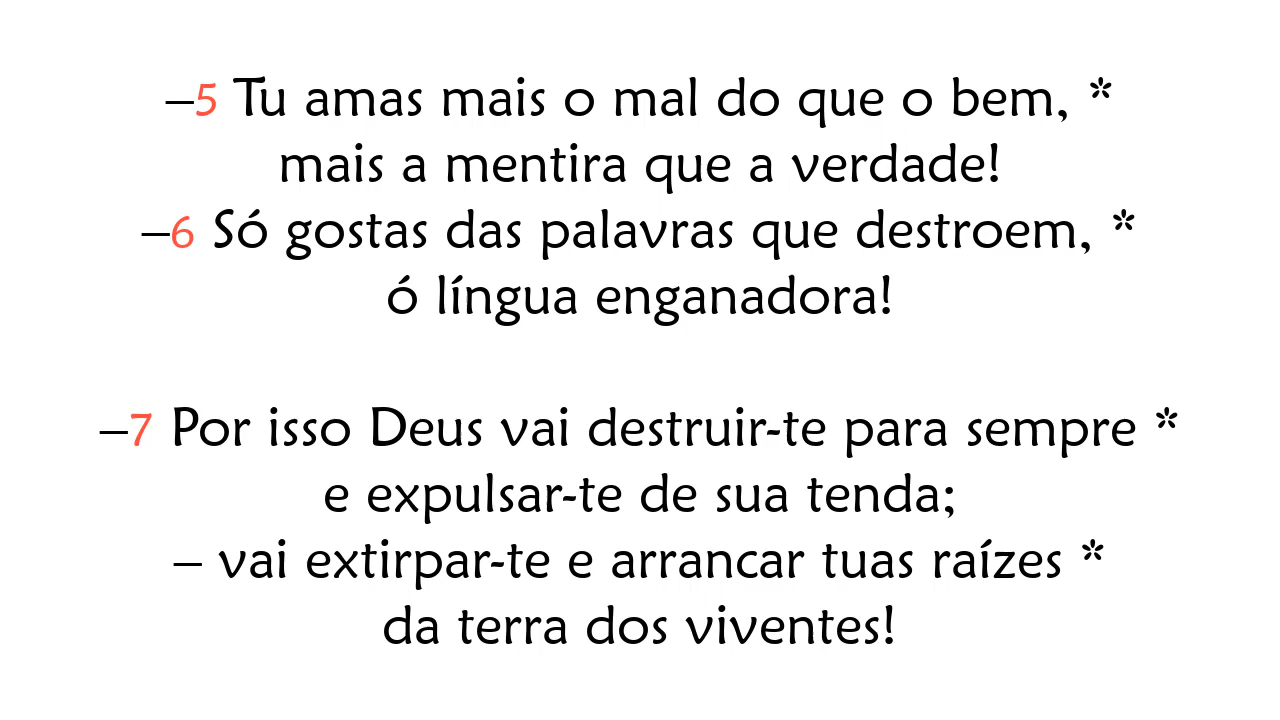 –5 Tu amas mais o mal do que o bem, *
mais a mentira que a verdade!
–6 Só gostas das palavras que destroem, *
ó língua enganadora!
–7 Por isso Deus vai destruir-te para sempre *
e expulsar-te de sua tenda;
– vai extirpar-te e arrancar tuas raízes *
da terra dos viventes!